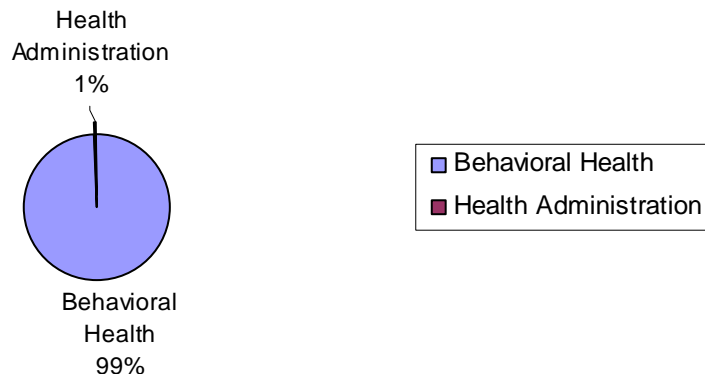 Health
Administration
1%
Behavioral Health
Health Administration
Behavioral
Health
99%